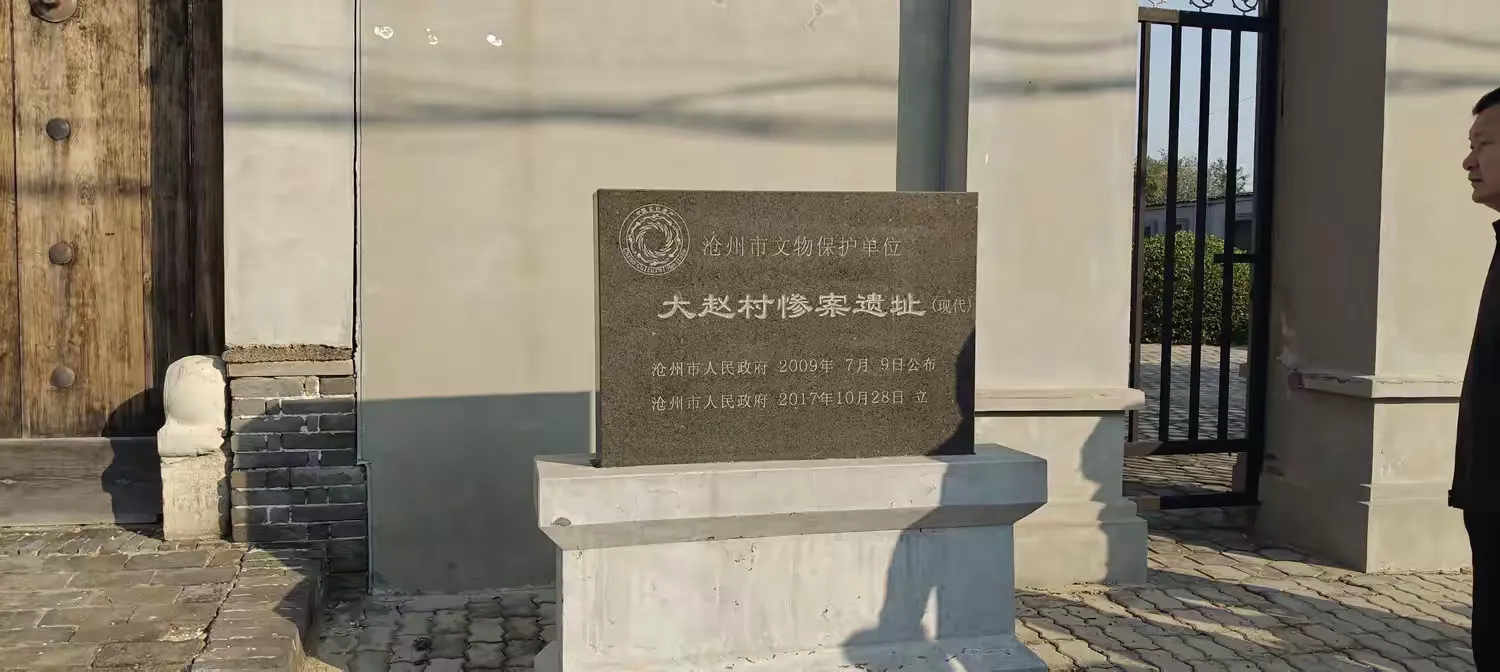 沧州市文物保护单位
大赵村惨案遗址（现代）
沧州市人民政府 2009年 7月 9日公布
沧州市人民政府 2017年10月28日 立